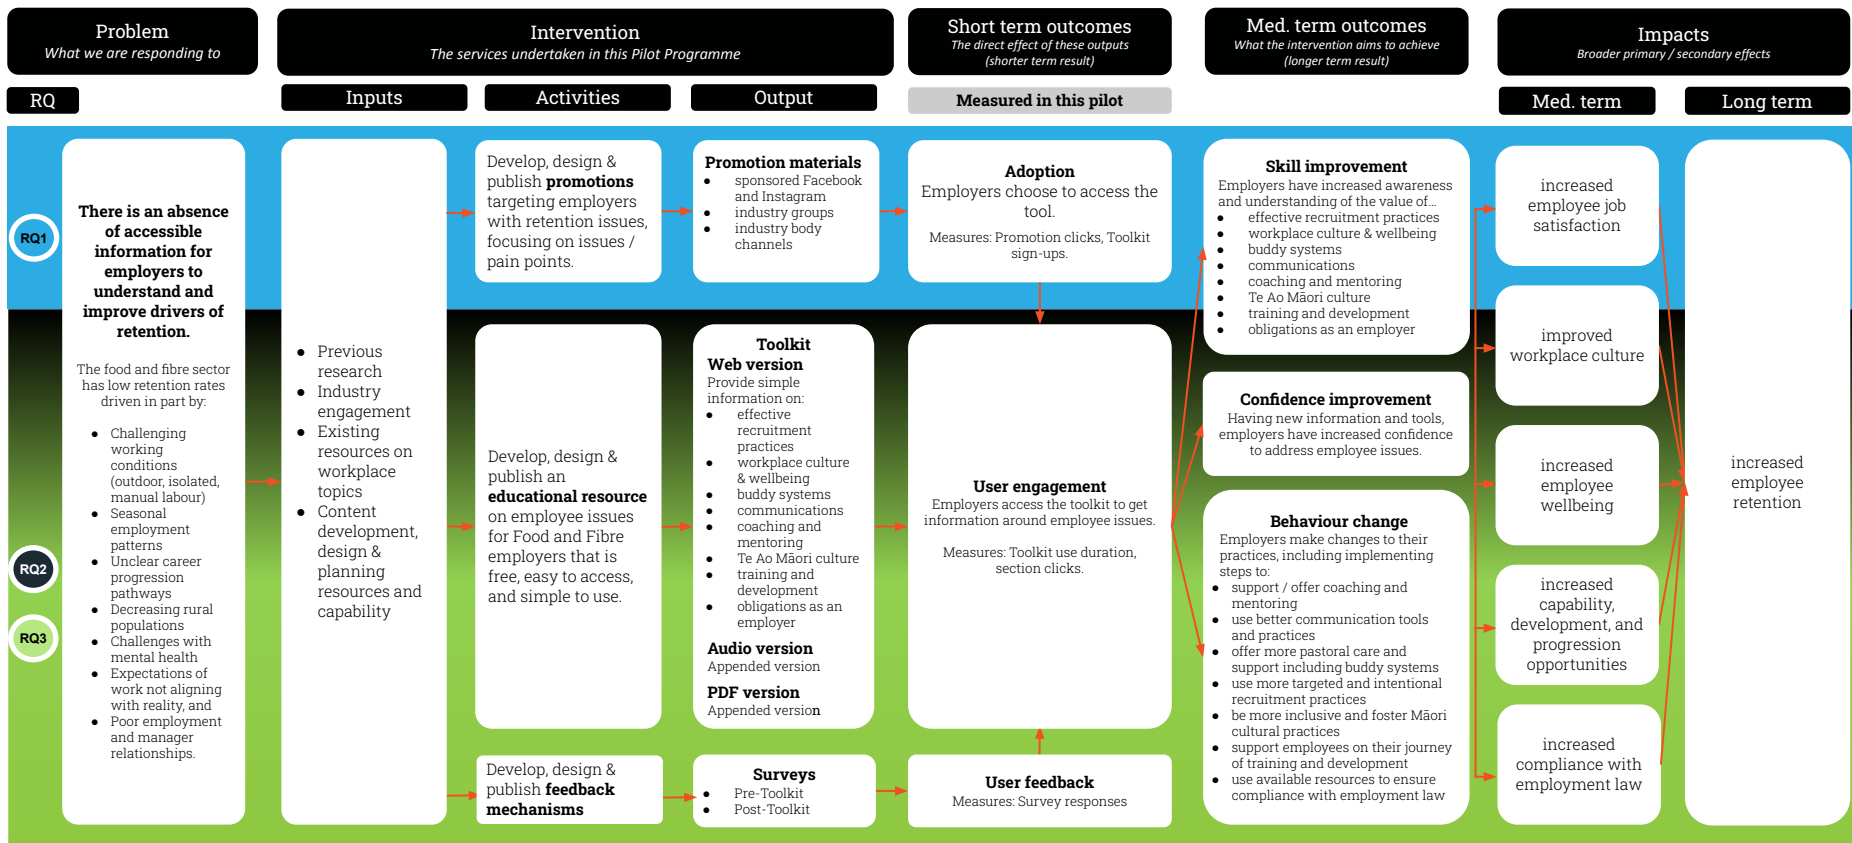 Problem
What we are responding to
Intervention
The services undertaken in this Pilot Programme
Short term outcomes
The direct effect of these outputs
(shorter term result)
Med. term outcomes
What the intervention aims to achieve
(longer term result)
Impacts
Broader primary / secondary effects
RQ
Inputs
Activities
Output
Measured in this pilot
Med. term
Long term
RQ1
RQ2
RQ3
There is an absence
of accessible
information for
employers to
understand and
improve drivers of
retention.
The food and fibre sector
has low retention rates
driven in part by:
● Challenging
working
conditions
(outdoor, isolated,
manual labour)
● Seasonal
employment
patterns
● Unclear career
progression
pathways
● Decreasing rural
populations
● Challenges with
mental health
● Expectations of
work not aligning
with reality, and
● Poor employment
and manager
relationships.
● Previous
research
● Industry
engagement
● Existing
resources on
workplace
topics
● Content
development,
design &
planning
resources and
capability
Develop, design &
publish promotions
targeting employers
with retention issues,
focusing on issues /
pain points.
Develop, design &
publish an
educational resource
on employee issues
for Food and Fibre
employers that is
free, easy to access,
and simple to use.
Develop, design &
publish feedback
mechanisms
Promotion materials
● sponsored Facebook
and Instagram
● industry groups
● industry body
channels
Toolkit
Web version
Provide simple
information on:
● effective
recruitment
practices
● workplace culture
& wellbeing
● buddy systems
● communications
● coaching and
mentoring
● Te Ao Māori culture
● training and
development
● obligations as an
employer
Audio version
Appended version
PDF version
Appended version
Surveys
● Pre-Toolkit
● Post-Toolkit
Adoption
Employers choose to access the
tool.
Measures: Promotion clicks, Toolkit
sign-ups.
User engagement
Employers access the toolkit to get
information around employee issues.
Measures: Toolkit use duration,
section clicks.
User feedback
Measures: Survey responses
Skill improvement
Employers have increased awareness
and understanding of the value of…
● effective recruitment practices
● workplace culture & wellbeing
● buddy systems
● communications
● coaching and mentoring
● Te Ao Māori culture
● training and development
● obligations as an employer
Confidence improvement
Having new information and tools,
employers have increased confidence
to address employee issues.
Behaviour change
Employers make changes to their
practices, including implementing
steps to:
● support / offer coaching and
mentoring
● use better communication tools
and practices
● offer more pastoral care and
support including buddy systems
● use more targeted and intentional
recruitment practices
● be more inclusive and foster Māori
cultural practices
● support employees on their journey
of training and development
● use available resources to ensure
compliance with employment law
increased
employee job
satisfaction
improved
workplace culture
increased
employee
wellbeing
increased
capability,
development, and
progression
opportunities
increased
compliance with
employment law
increased
employee
retention